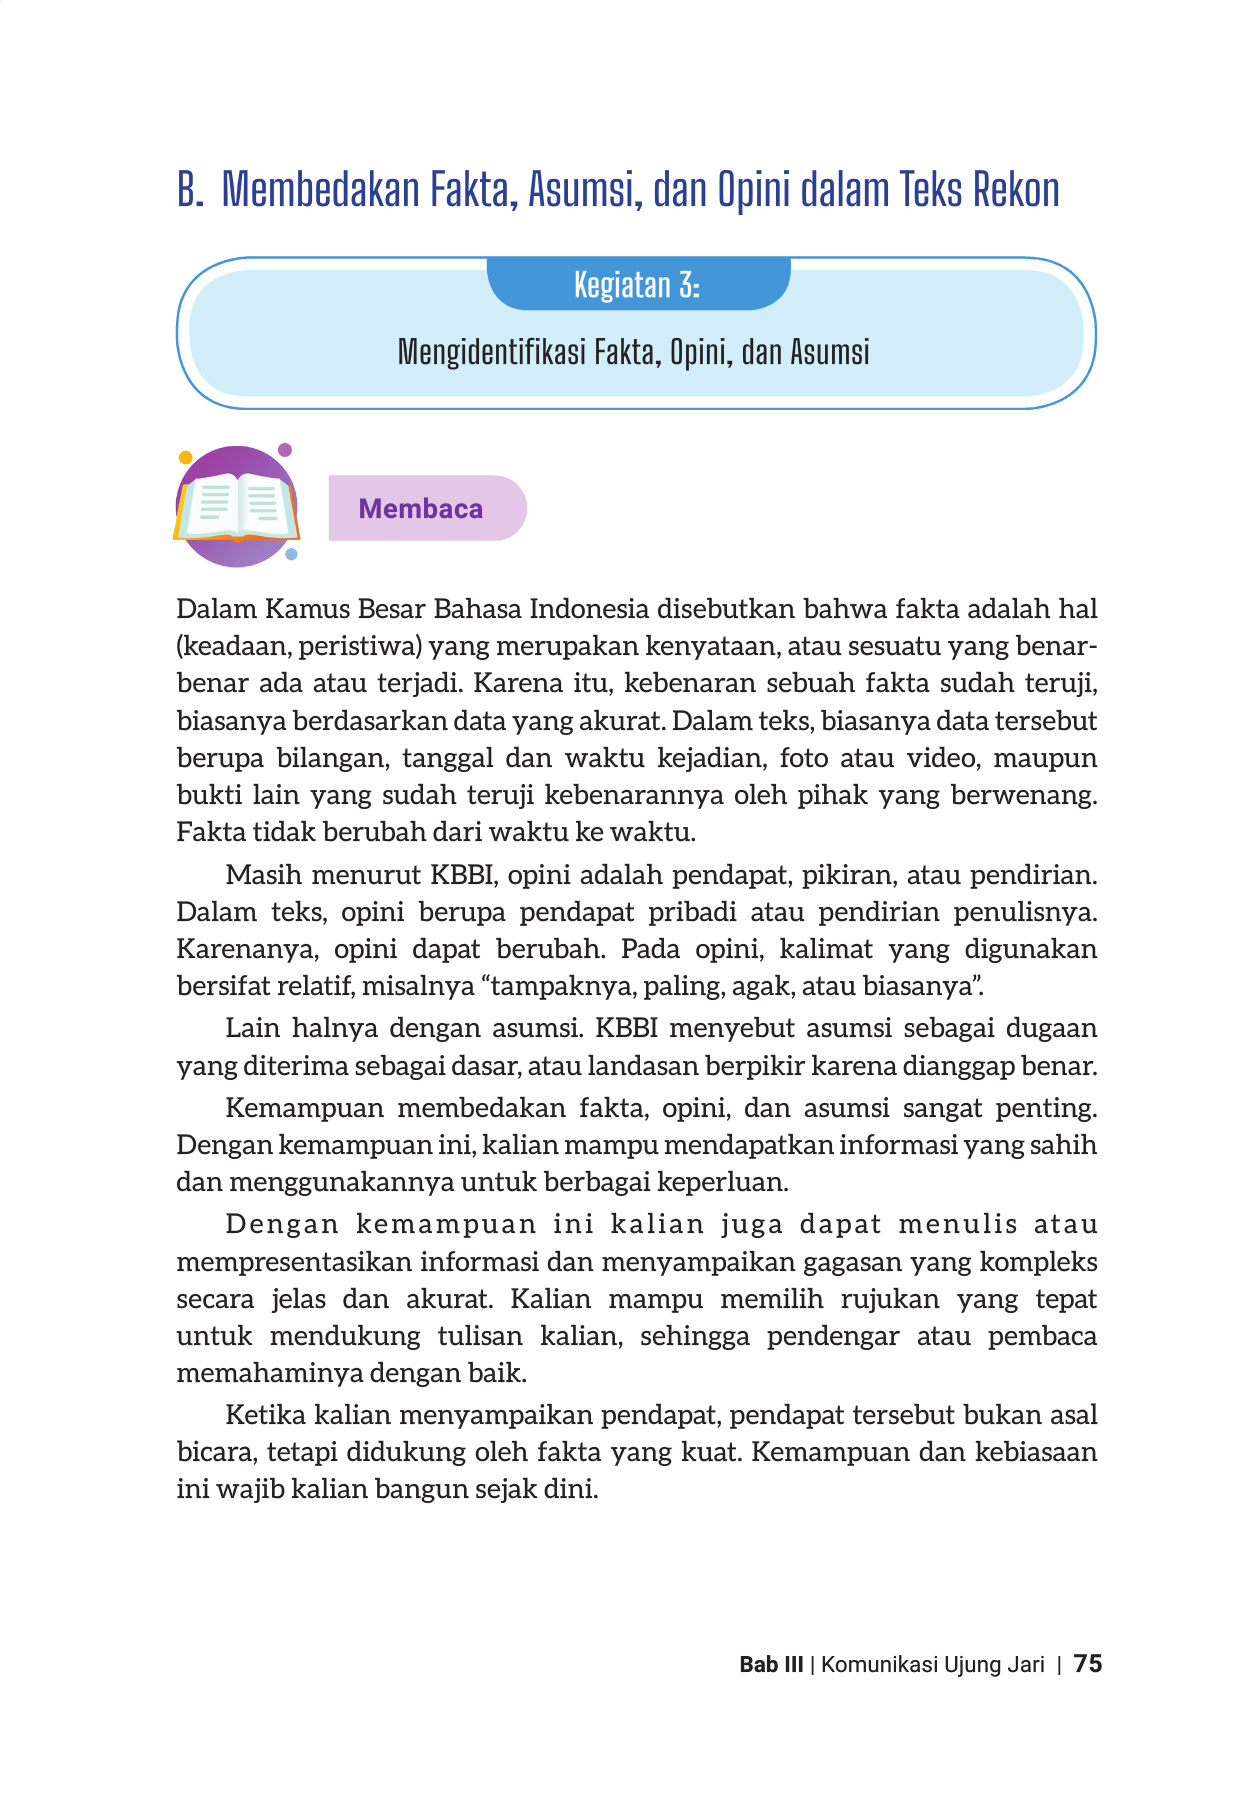 B. Membedakan Fakta, Asumsi, dan Opini dalam Teks Rekon
Kegiatan 3:
Mengidentifikasi Fakta, Opini, dan Asumsi
Membaca
Dalam Kamus Besar Bahasa Indonesia disebutkan bahwa fakta adalah hal
(keadaan, peristiwa) yang merupakan kenyataan, atau sesuatu yang benar-
benar ada atau terjadi. Karena itu, kebenaran sebuah fakta sudah teruji,
biasanya berdasarkan data yang akurat. Dalam teks, biasanya data tersebut
berupa bilangan, tanggal dan waktu kejadian, foto atau video, maupun
bukti lain yang sudah teruji kebenarannya oleh pihak yang berwenang.
Fakta tidak berubah dari waktu ke waktu.
Masih menurut KBBI, opini adalah pendapat, pikiran, atau pendirian.
Dalam teks, opini berupa pendapat pribadi atau pendirian penulisnya.
Karenanya, opini dapat berubah. Pada opini, kalimat yang digunakan
bersifat relatif, misalnya “tampaknya, paling, agak, atau biasanya”.
Lain halnya dengan asumsi. KBBI menyebut asumsi sebagai dugaan
yang diterima sebagai dasar, atau landasan berpikir karena dianggap benar.
Kemampuan membedakan fakta, opini, dan asumsi sangat penting.
Dengan kemampuan ini, kalian mampu mendapatkan informasi yang sahih
dan menggunakannya untuk berbagai keperluan.
Dengan kemampuan ini kalian juga dapat menulis atau
mempresentasikan informasi dan menyampaikan gagasan yang kompleks
secara jelas dan akurat. Kalian mampu memilih rujukan yang tepat
untuk mendukung tulisan kalian, sehingga pendengar atau pembaca
memahaminya dengan baik.
Ketika kalian menyampaikan pendapat, pendapat tersebut bukan asal
bicara, tetapi didukung oleh fakta yang kuat. Kemampuan dan kebiasaan
ini wajib kalian bangun sejak dini.
Bab III | Komunikasi Ujung Jari | 75